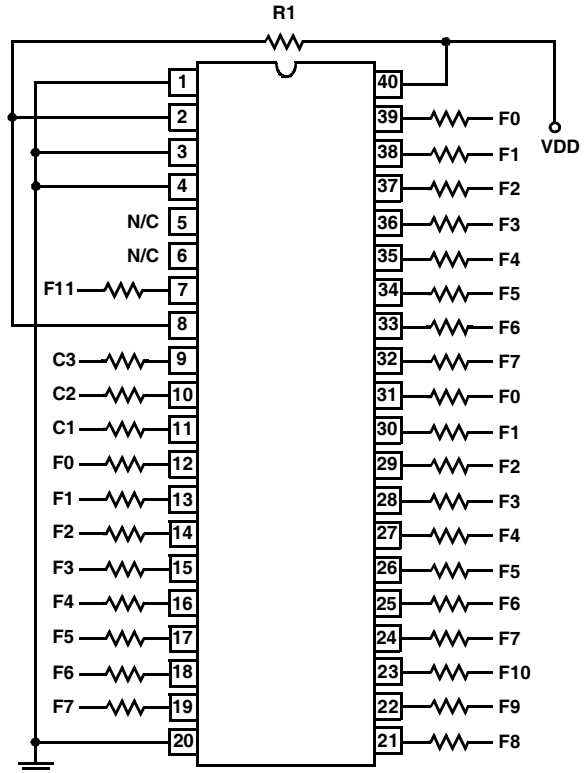 R1
1 40
VDD
2 39 F0
3 38 F1
4 37 F2
N/C 5 36 F3
N/C 6 35 F4
F11 7 34 F5
8 33 F6
C3 9 32 F7
C2 10 31 F0
C1 11 30 F1
F0 12 29 F2
F1 13 28 F3
F2 14 27 F4
F3 15 26 F5
F4 16 25 F6
F5 17 24 F7
F6 18 23 F10
F7 19 22 F9
20 21 F8